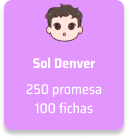 Sol Denver
250 promesa
100 fichas